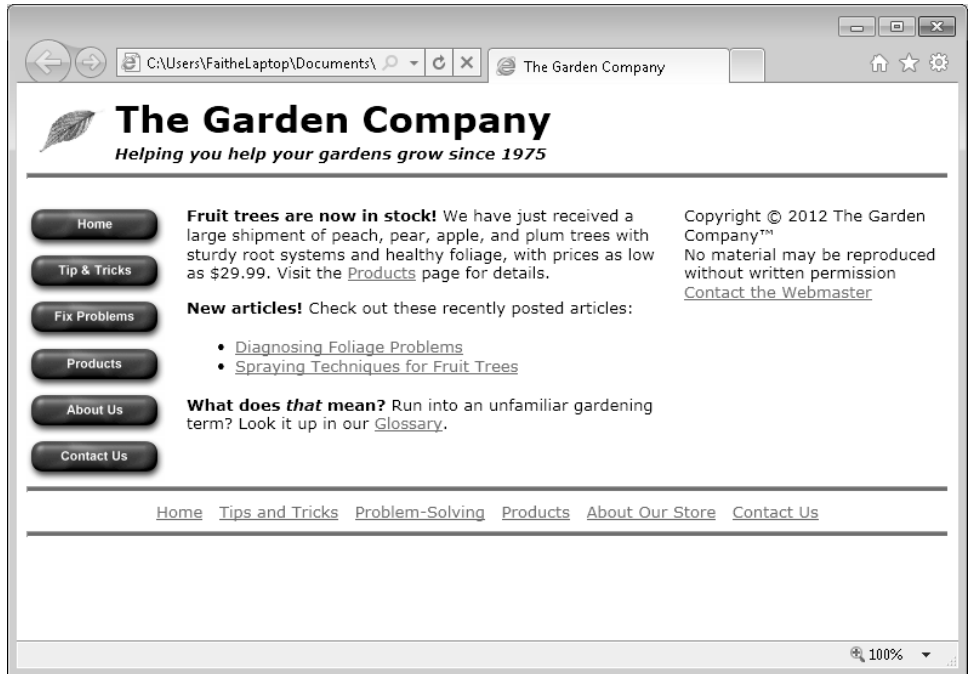 C:\Users\FaitheLaptop\Documents\
The Garden Company
The Garden Company
Helping you help your gardens grow since 1975
Home
Tip & Tricks
Fix Problems
Products
About Us
Contact Us
Fruit trees are now in stock! We have just received a
large shipment of peach, pear, apple, and plum trees with
sturdy root systems and healthy foliage, with prices as low
as $29.99. Visit the Products page for details.
New articles! Check out these recently posted articles:
• Diagnosing Foliage Problems
• Spraying Techniques for Fruit Trees
What does that mean? Run into an unfamiliar gardening
term? Look it up in our Glossary.
Copyright © 2012 The Garden
Company™
No material may be reproduced
without written permission
Contact the Webmaster
Home Tips and Tricks Problem-Solving Products About Our Store Contact Us
100%